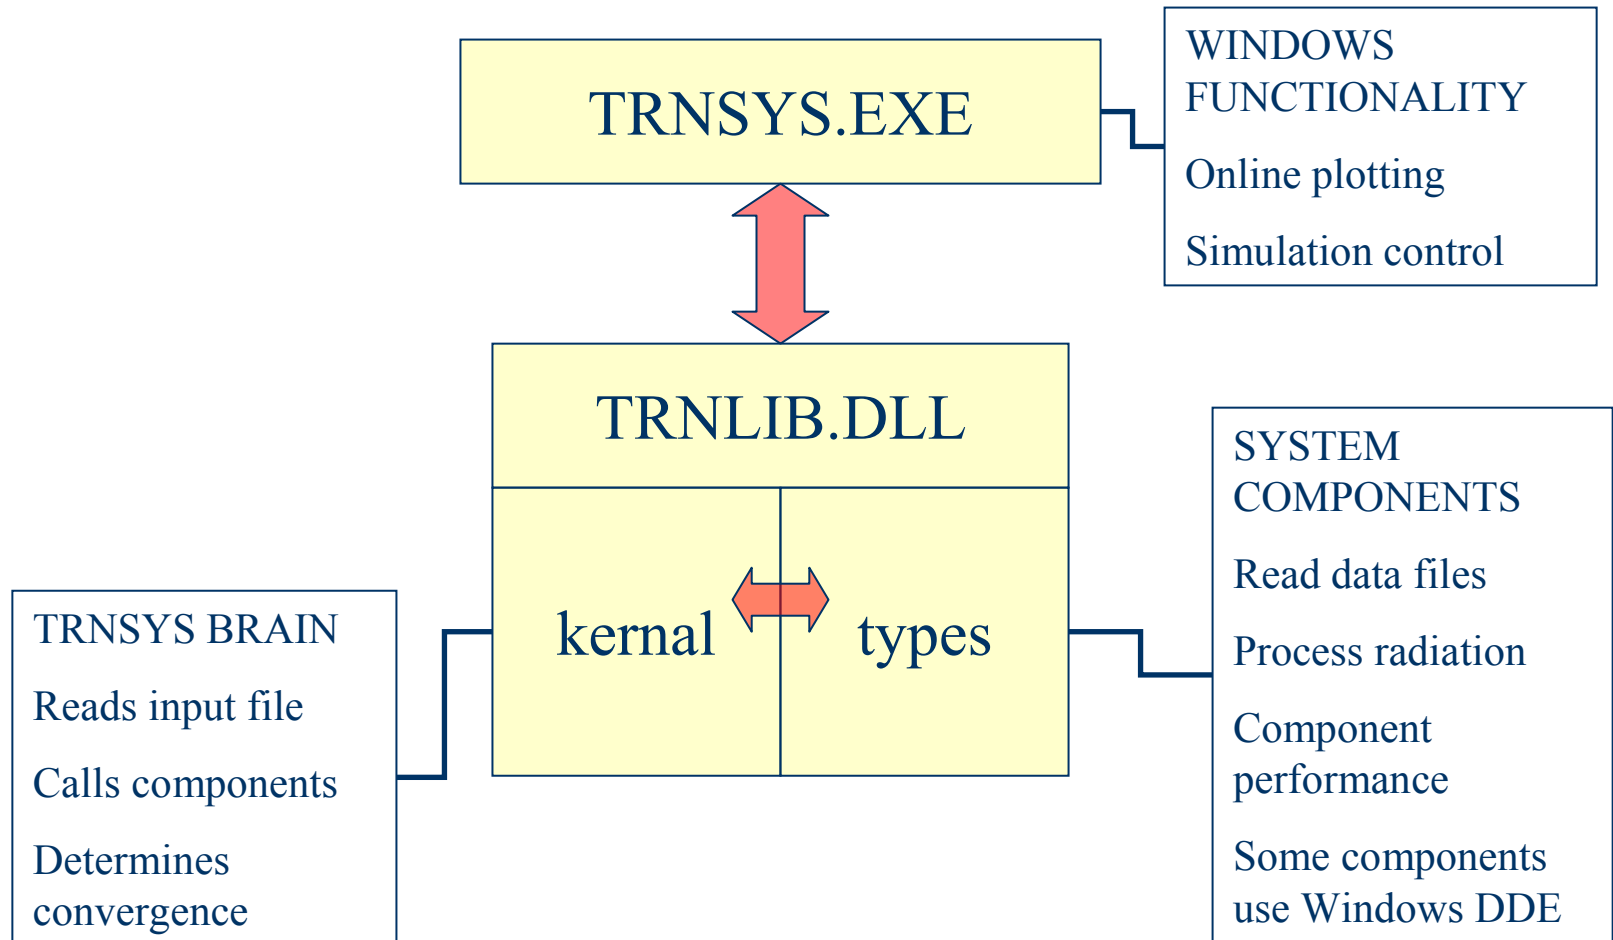 TRNSYS.EXE
WINDOWS
FUNCTIONALITY
Online plotting
Simulation control
TRNLIB.DLL
kernal
types
TRNSYS BRAIN
Reads input file
Calls components
Determines
convergence
SYSTEM
COMPONENTS
Read data files
Process radiation
Component
performance
Some components
use Windows DDE